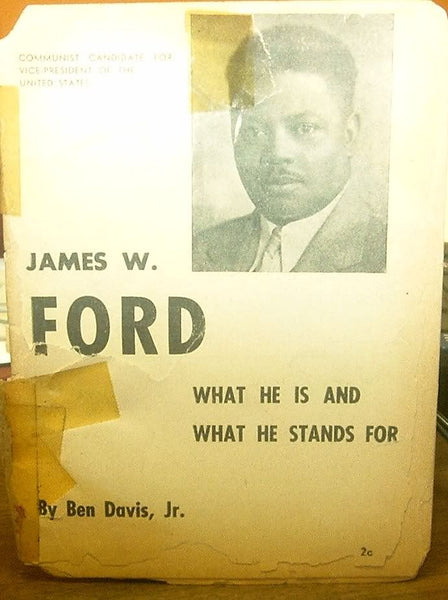 COMMUNIST CANDIDATE FOR
VICE-PRESIDENT OF THE
UNITED STATES
JAMES W.
FORD
WHAT HE IS AND
WHAT HE STANDS FOR
By Ben Davis, Jr.
2c